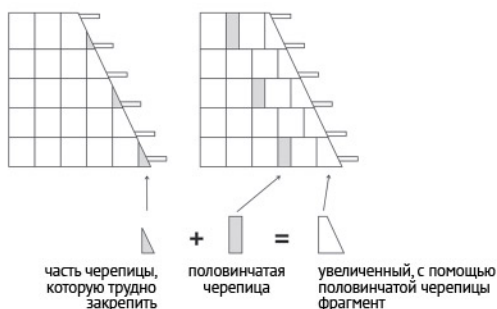 + =
часть черепицы,
которую трудно
закрепить
половинчатая
черепица
увеличенный, с помощью
половинчатой черепицы
фрагмент